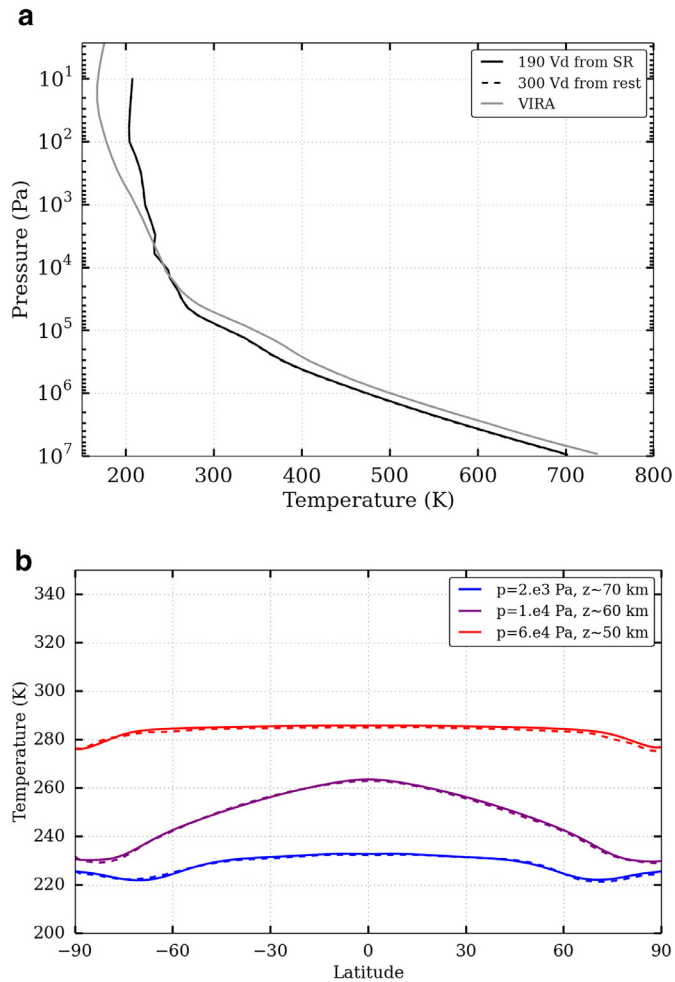 a
190 Vd from SR
300 Vd from rest
VIRA
10¹
10²
10³
10⁴
10⁵
10⁶
10⁷
Pressure (Pa)
200 300 400 500 600 700 800
Temperature (K)
b
p=2.e3 Pa, z~70 km
p=1.e4 Pa, z~60 km
p=6.e4 Pa, z~50 km
340
320
300
280
260
240
220
200
Temperature (K)
−90 −60 −30 0 30 60 90
Latitude